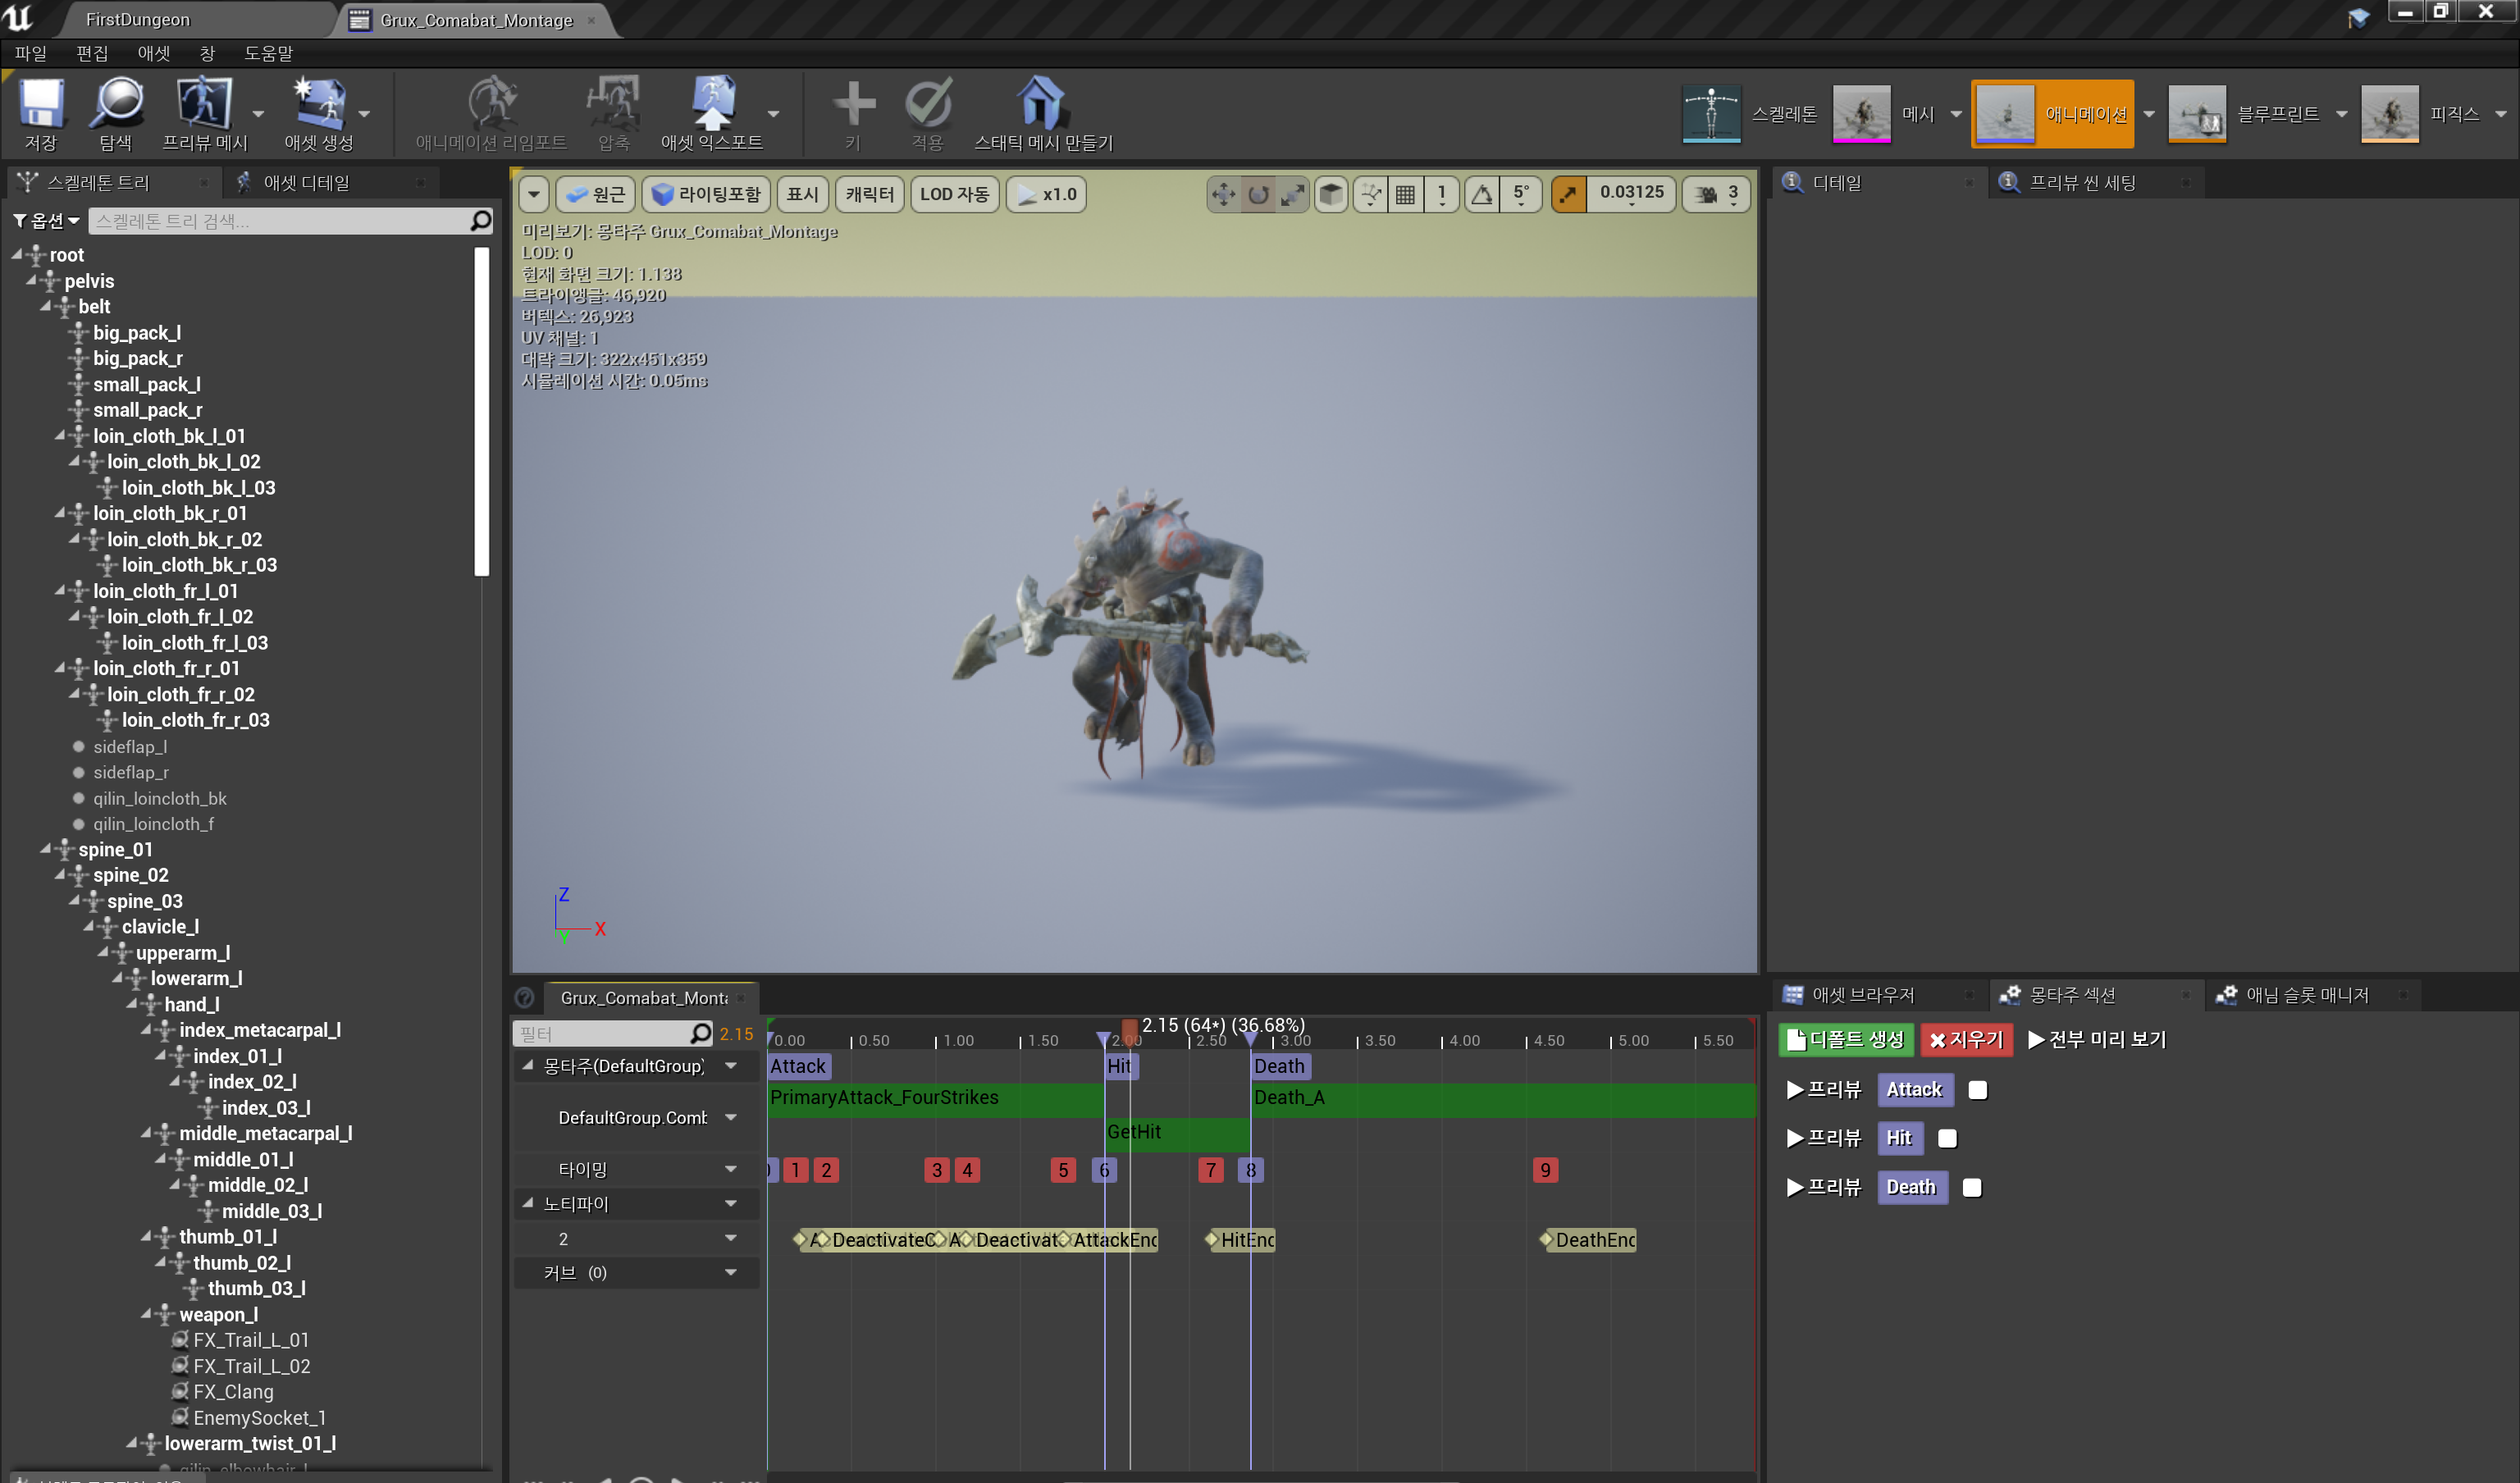 FirstDungeon
Grux_Comabat_Montage
파일 편집 애셋 창 도움말
저장 탐색 프리뷰 메시 애셋 생성 애니메이션 리임포트 압축 애셋 익스포트 키 적용 스태틱 메시 만들기
스켈레톤 메시 애니메이션 블루프린트 피직스
스켈레톤 트리 애셋 디테일
옵션 스켈레톤 트리 검색...
root
pelvis
belt
big_pack_l
big_pack_r
small_pack_l
small_pack_r
loin_cloth_bk_l_01
loin_cloth_bk_l_02
loin_cloth_bk_l_03
loin_cloth_bk_r_01
loin_cloth_bk_r_02
loin_cloth_bk_r_03
loin_cloth_fr_l_01
loin_cloth_fr_l_02
loin_cloth_fr_l_03
loin_cloth_fr_r_01
loin_cloth_fr_r_02
loin_cloth_fr_r_03
sideflap_l
sideflap_r
qilin_loincloth_bk
qilin_loincloth_f
spine_01
spine_02
spine_03
clavicle_l
upperarm_l
lowerarm_l
hand_l
index_metacarpal_l
index_01_l
index_02_l
index_03_l
middle_metacarpal_l
middle_01_l
middle_02_l
middle_03_l
thumb_01_l
thumb_02_l
thumb_03_l
weapon_l
FX_Trail_L_01
FX_Trail_L_02
FX_Clang
EnemySocket_1
lowerarm_twist_01_l
원근 라이팅포함 표시 캐릭터 LOD 자동 x1.0
1 5° 0.03125 3
미리보기: 몽타주 Grux_Comabat_Montage
LOD: 0
현재 화면 크기: 1.138
트라이앵글: 46,920
버텍스: 26,923
UV 채널: 1
대략 크기: 322x451x359
시뮬레이션 시간: 0.05ms
Z
X
Y
Grux_Comabat_Monta
필터 2.15
2.15 (64*) (36.68%)
0.00 0.50 1.00 1.50 2.00 2.50 3.00 3.50 4.00 4.50 5.00 5.50
몽타주(DefaultGroup) Attack Hit Death
PrimaryAttack_FourStrikes Death_A
DefaultGroup.Comb
GetHit
타이밍 1 2 3 4 5 6 7 8 9
노티파이
2 A DeactivateC A Deactivat AttackEnd HitEnd DeathEnd
커브 (0)
디테일 프리뷰 씬 세팅
애셋 브라우저 몽타주 섹션 애님 슬롯 매니저
디폴트 생성 지우기 전부 미리 보기
프리뷰 Attack
프리뷰 Hit
프리뷰 Death